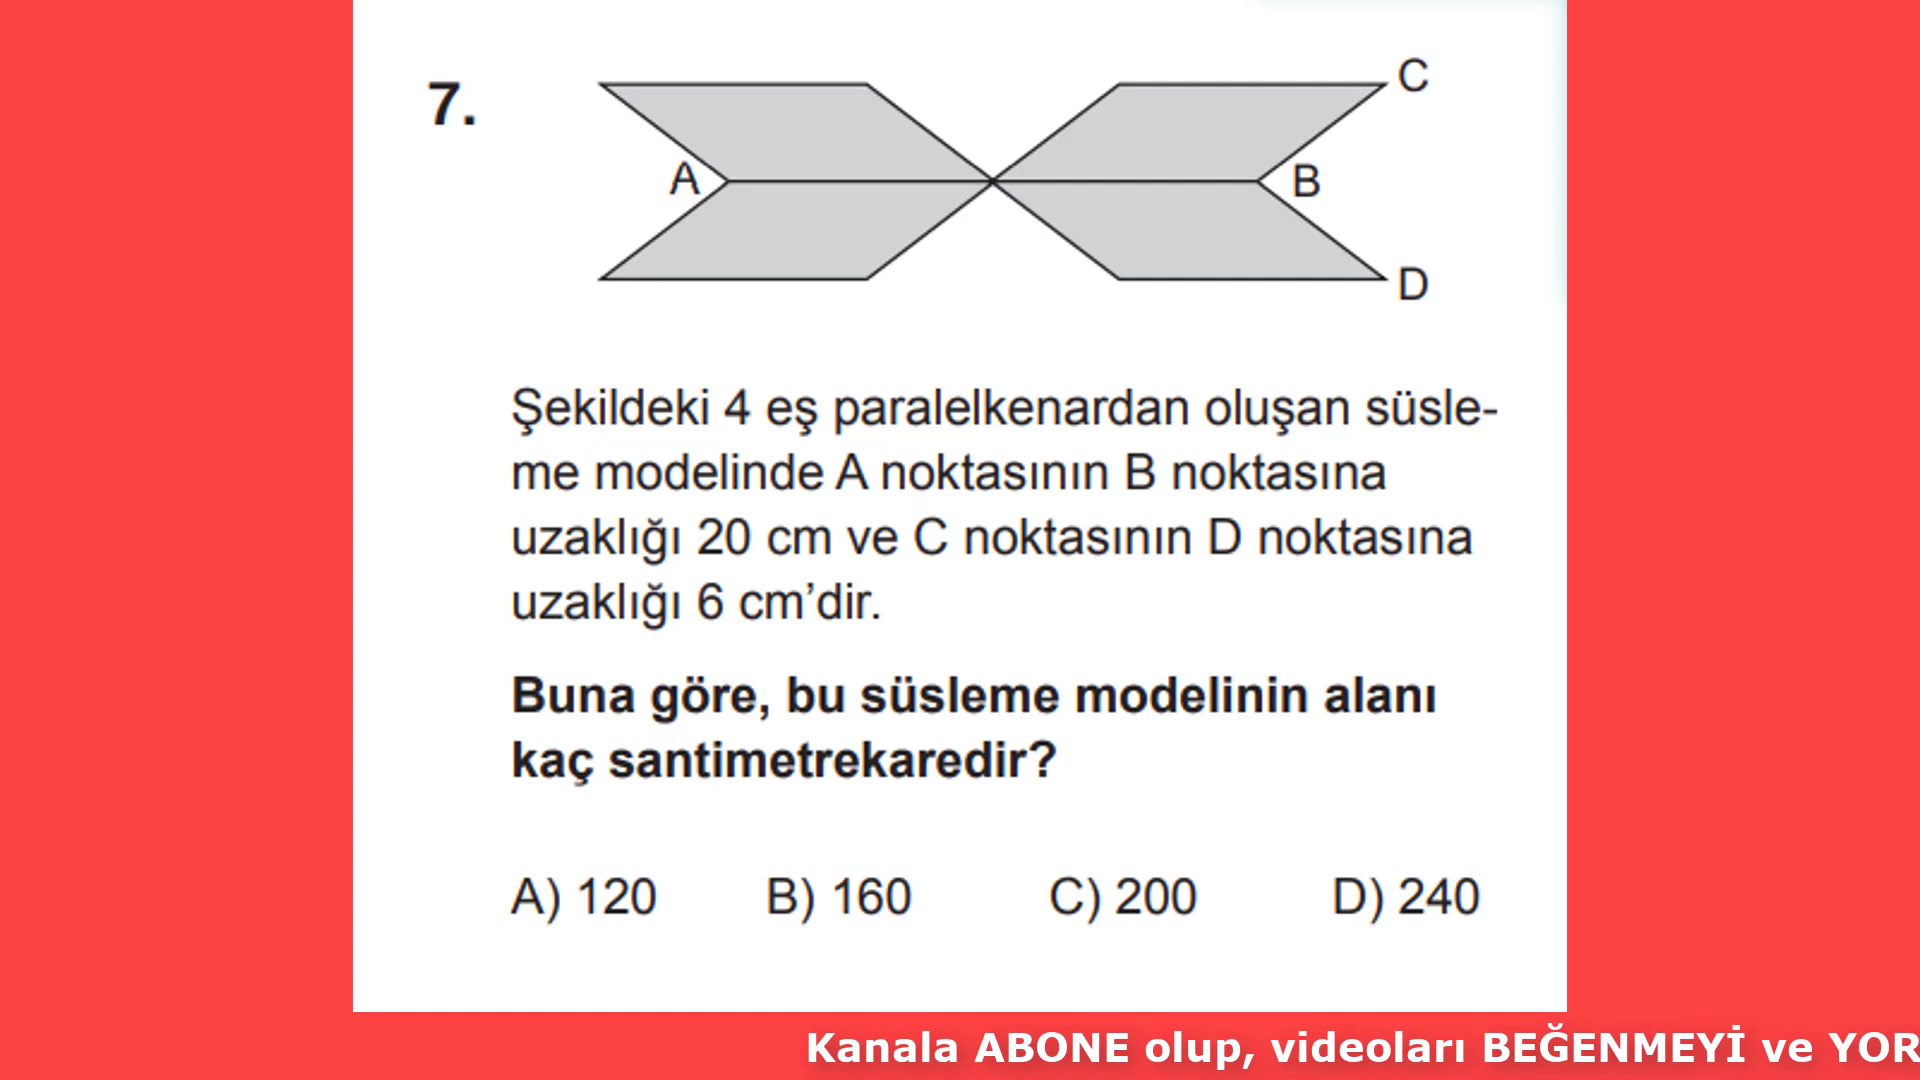 7.
C
A
B
D
Şekildeki 4 eş paralelkenardan oluşan süsle-
me modelinde A noktasının B noktasına
uzaklığı 20 cm ve C noktasının D noktasına
uzaklığı 6 cm’dir.
Buna göre, bu süsleme modelinin alanı
kaç santimetrekaredir?
A) 120 B) 160 C) 200 D) 240
Kanala ABONE olup, videoları BEĞENMEYİ ve YOR